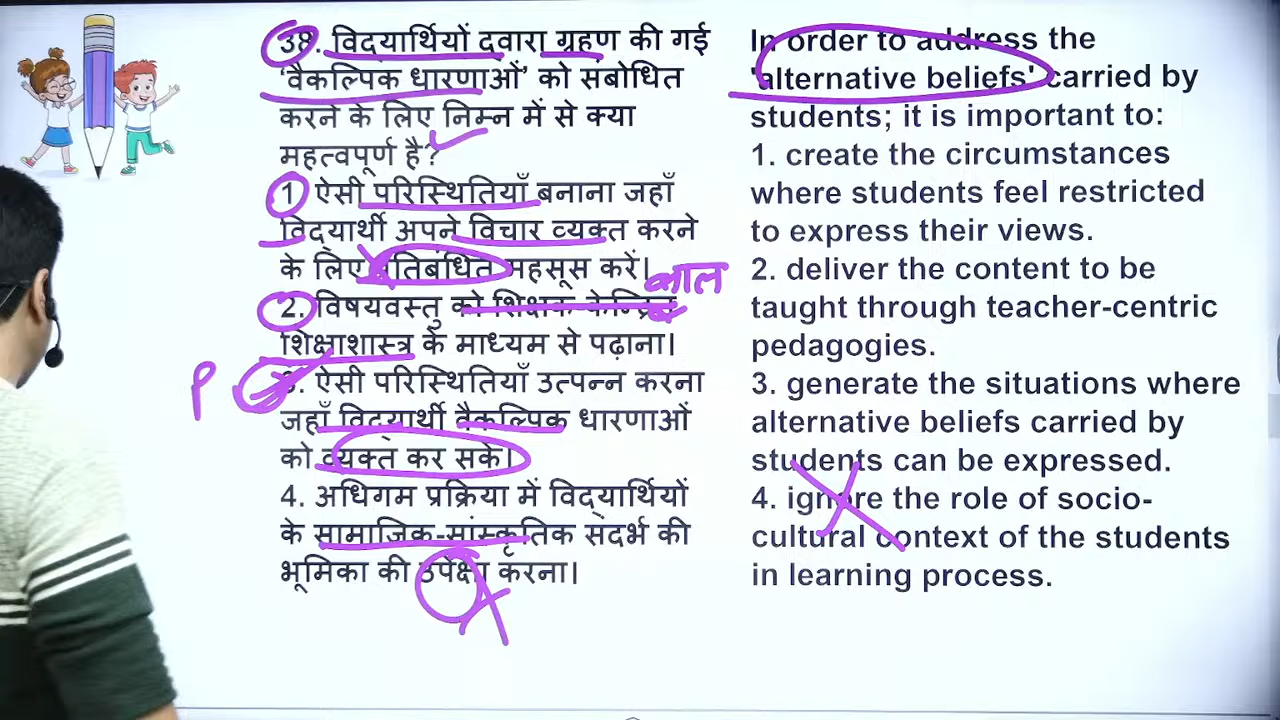 38. विद्यार्थियों द्वारा ग्रहण की गई
'वैकल्पिक धारणाओं' को संबोधित
करने के लिए निम्न में से क्या
महत्वपूर्ण है?
1 ऐसी परिस्थितियाँ बनाना जहाँ
विद्यार्थी अपने विचार व्यक्त करने
के लिए प्रतिबंधित महसूस करें।
बाल
2. विषयवस्तु को शिक्षक केन्द्रित
शिक्षाशास्त्र के माध्यम से पढ़ाना।
P
3. ऐसी परिस्थितियाँ उत्पन्न करना
जहाँ विद्यार्थी वैकल्पिक धारणाओं
को व्यक्त कर सकें।
4. अधिगम प्रक्रिया में विद्यार्थियों
के सामाजिक-सांस्कृतिक संदर्भ की
भूमिका की उपेक्षा करना।
In order to address the
'alternative beliefs' carried by
students; it is important to:
1. create the circumstances
where students feel restricted
to express their views.
2. deliver the content to be
taught through teacher-centric
pedagogies.
3. generate the situations where
alternative beliefs carried by
students can be expressed.
4. ignore the role of socio-
cultural context of the students
in learning process.